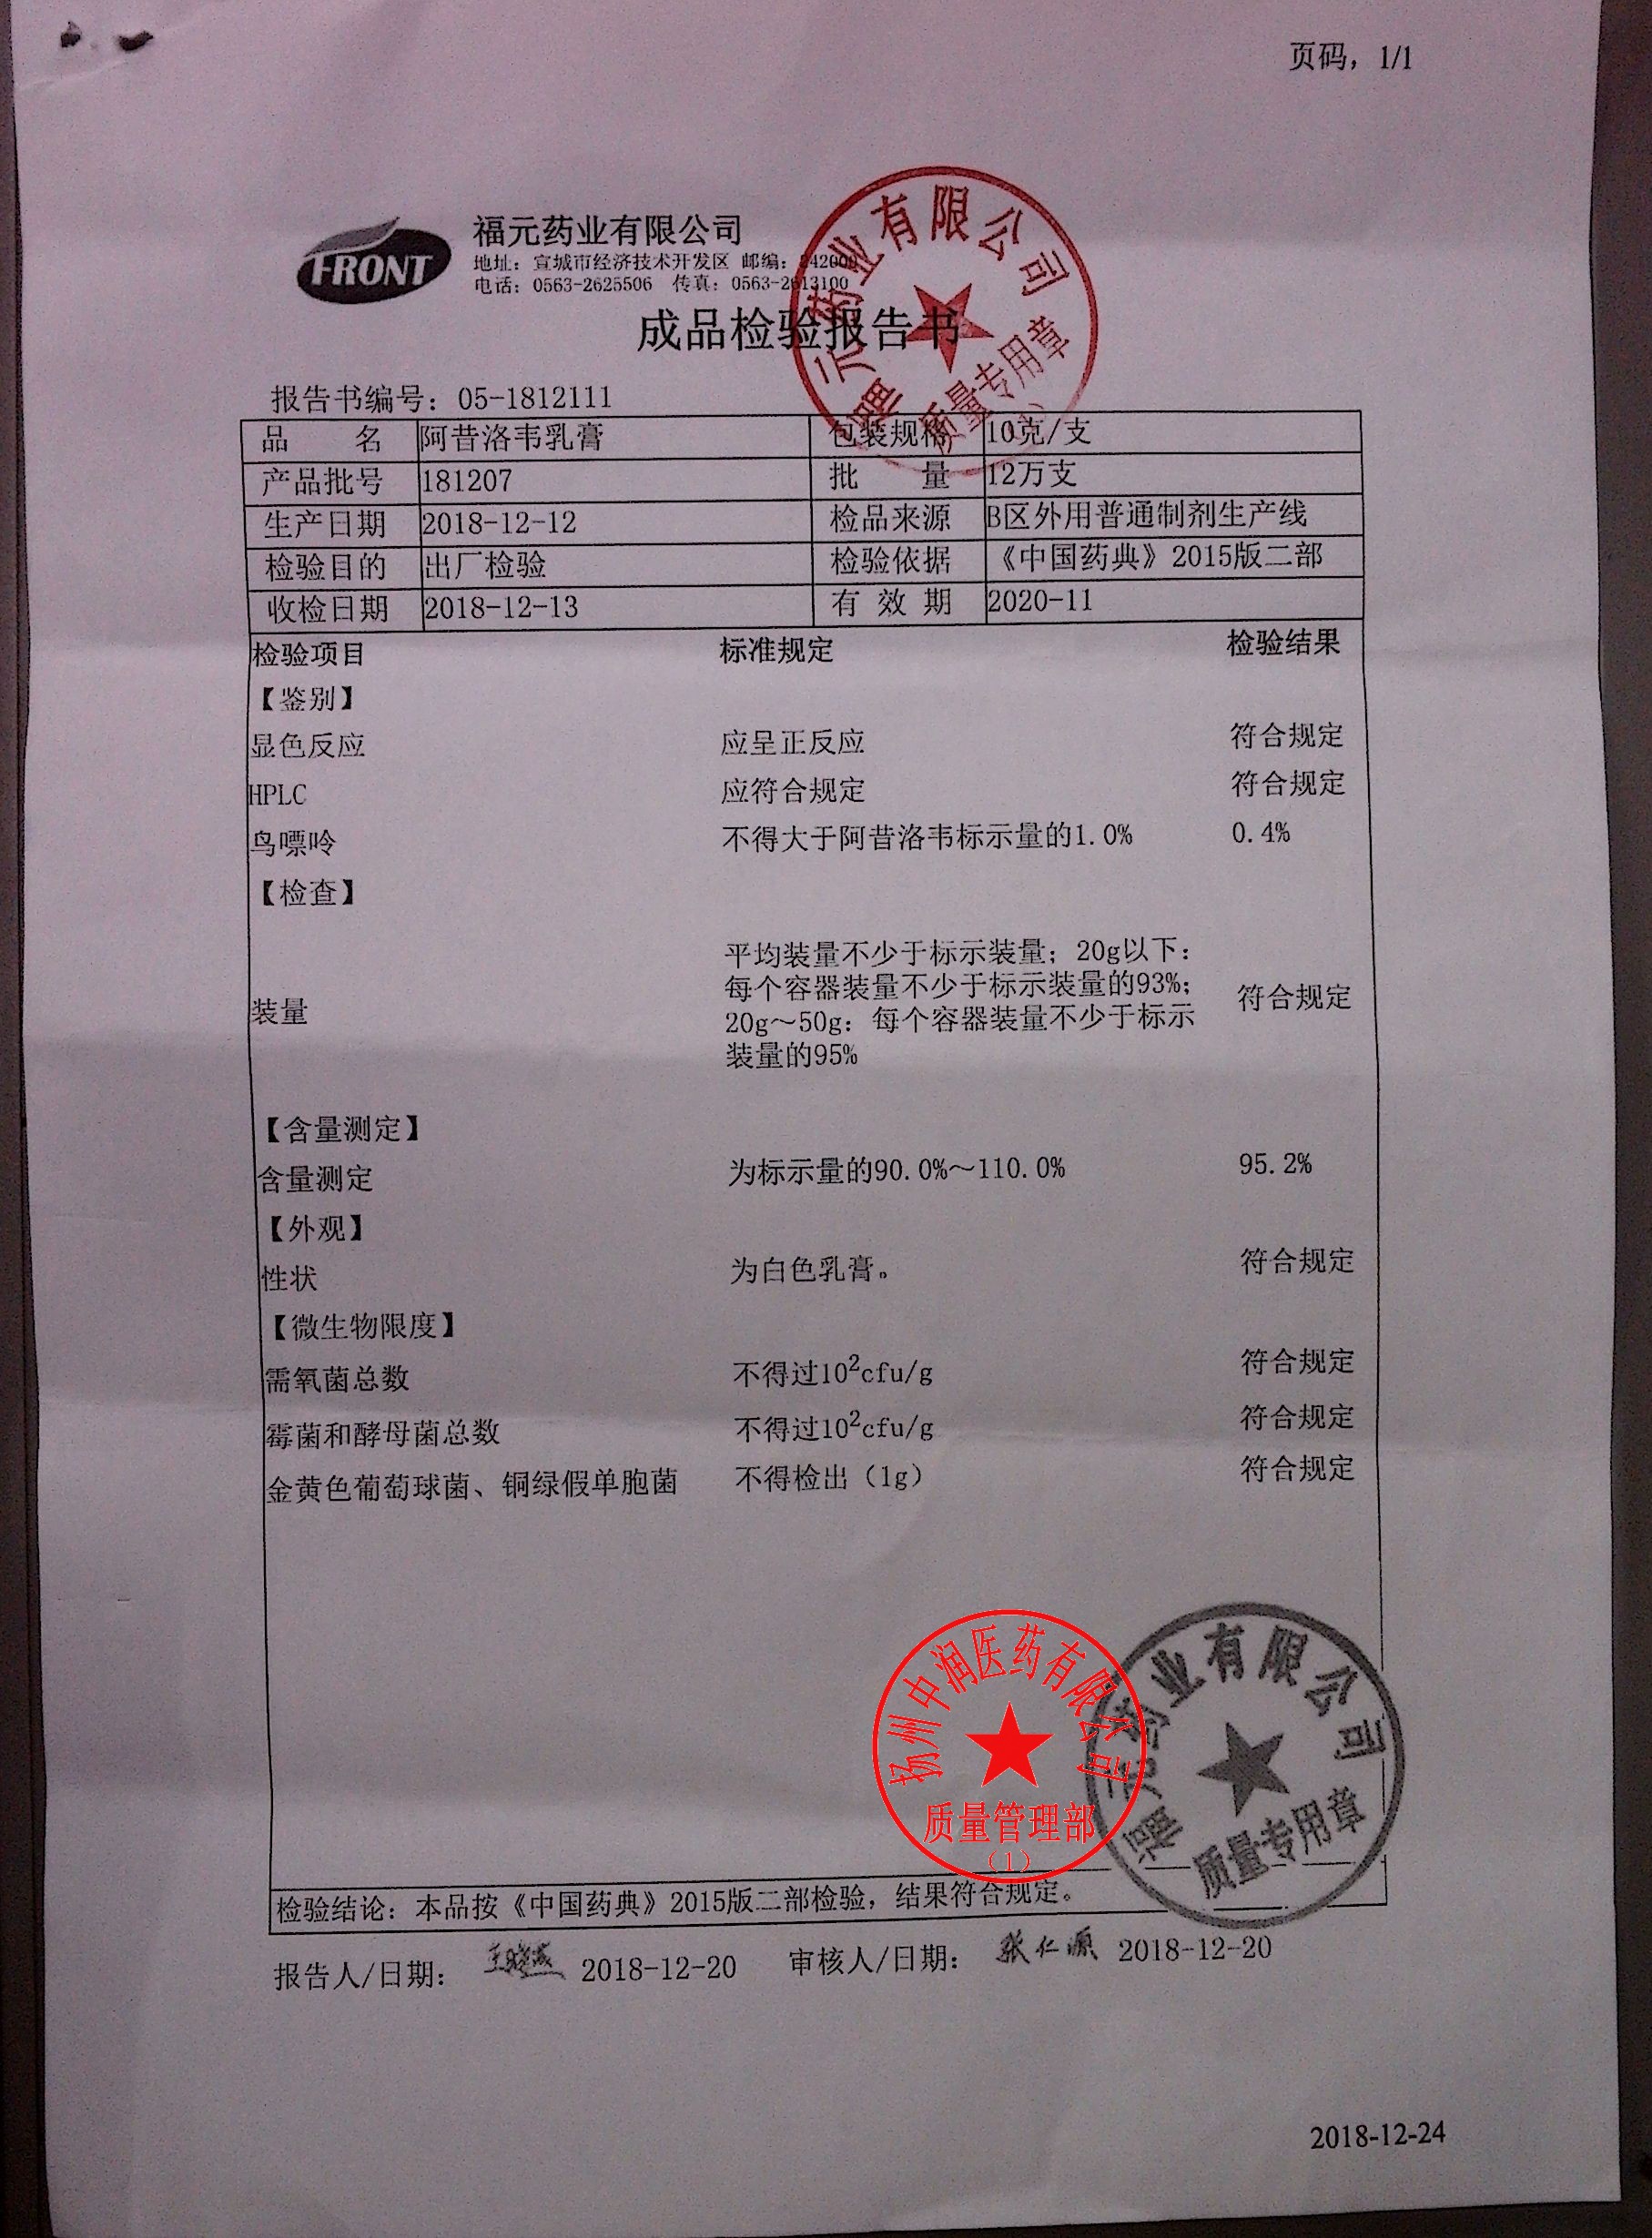 页码，1/1
FRONT
福元药业有限公司
地址：宣城市经济技术开发区 邮编：242000
电话：0563-2625506 传真：0563-2613100
福元药业有限公司
质量专用章
成品检验报告书
报告书编号：05-1812111
品 名 阿昔洛韦乳膏 包装规格 10克/支
产品批号 181207 批 量 12万支
生产日期 2018-12-12 检品来源 B区外用普通制剂生产线
检验目的 出厂检验 检验依据 《中国药典》2015版二部
收检日期 2018-12-13 有 效 期 2020-11
检验项目 标准规定 检验结果
【鉴别】
显色反应 应呈正反应 符合规定
HPLC 应符合规定 符合规定
鸟嘌呤 不得大于阿昔洛韦标示量的1.0% 0.4%
【检查】
装量 平均装量不少于标示装量；20g以下：
每个容器装量不少于标示装量的93%； 符合规定
20g～50g：每个容器装量不少于标示
装量的95%
【含量测定】
含量测定 为标示量的90.0%～110.0% 95.2%
【外观】
性状 为白色乳膏。 符合规定
【微生物限度】
需氧菌总数 不得过10²cfu/g 符合规定
霉菌和酵母菌总数 不得过10²cfu/g 符合规定
金黄色葡萄球菌、铜绿假单胞菌 不得检出（1g） 符合规定
扬州中润医药有限公司
质量管理部
（1）
福元药业有限公司
质量专用章
检验结论：本品按《中国药典》2015版二部检验，结果符合规定。
报告人/日期： 2018-12-20 审核人/日期：张仁源 2018-12-20
2018-12-24